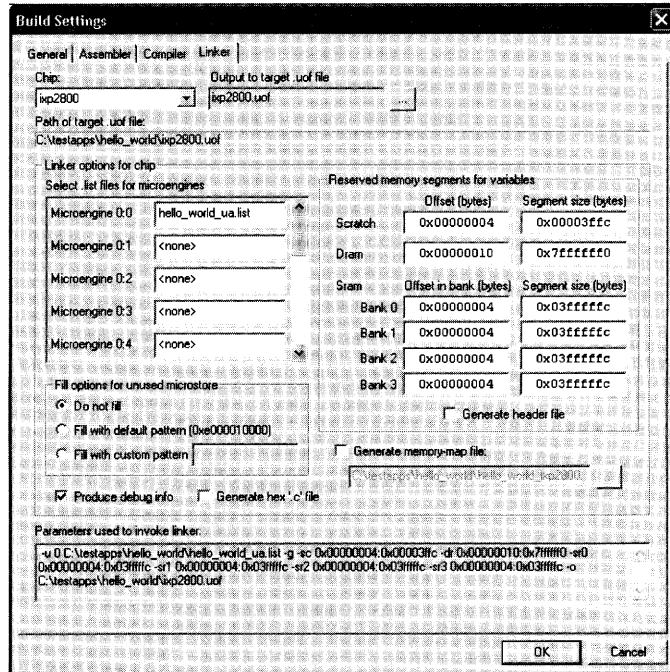 Build Settings
General Assembler Compiler Linker
Chip: Output to target .uof file
ixp2800 ixp2800.uof ...
Path of target .uof file:
C:\testapps\hello_world\ixp2800.uof
Linker options for chip
Select .list files for microengines
Microengine 0:0 hello_world_ua.list
Microengine 0:1 <none>
Microengine 0:2 <none>
Microengine 0:3 <none>
Microengine 0:4 <none>
Reserved memory segments for variables
Offset (bytes) Segment size (bytes)
Scratch 0x00000004 0x00003ffc
Dram 0x00000010 0x7ffffff0
Sram Offset in bank (bytes) Segment size (bytes)
Bank 0 0x00000004 0x03fffffc
Bank 1 0x00000004 0x03fffffc
Bank 2 0x00000004 0x03fffffc
Bank 3 0x00000004 0x03fffffc
Generate header file
Fill options for unused microstore
Do not fill
Fill with default pattern (0xe000010000)
Fill with custom pattern
Generate memory-map file:
C:\testapps\hello_world\hello_world_ixp2800.
Produce debug info Generate hex '.c' file
Parameters used to invoke linker:
-u 0 C:\testapps\hello_world\hello_world_ua.list -g -sc 0x00000004:0x00003ffc -dr 0x00000010:0x7ffffff0 -sr0
0x00000004:0x03fffffc -sr1 0x00000004:0x03fffffc -sr2 0x00000004:0x03fffffc -sr3 0x00000004:0x03fffffc -o
C:\testapps\hello_world\ixp2800.uof
OK Cancel